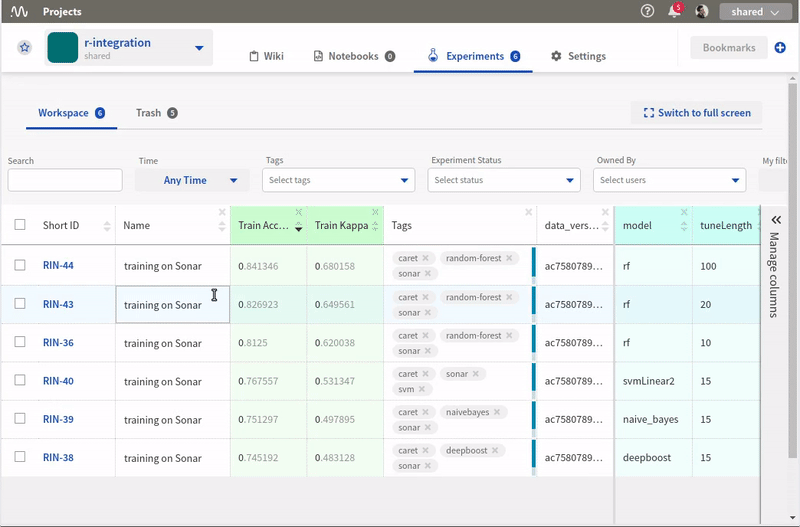 Projects
5
shared
r-integration
shared
Wiki
Notebooks 0
Experiments 6
Settings
Bookmarks
Workspace 6
Trash 5
Switch to full screen
Search
Time
Tags
Experiment Status
Owned By
My filt
Any Time
Select tags
Select status
Select users
Short ID
Name
Train Acc...
Train Kappa
Tags
data_vers...
model
tuneLength
RIN-44
training on Sonar
0.841346
0.680158
caret
random-forest
sonar
ac7580789...
rf
100
RIN-43
training on Sonar
0.826923
0.649561
caret
random-forest
sonar
ac7580789...
rf
20
RIN-36
training on Sonar
0.8125
0.620038
caret
random-forest
sonar
ac7580789...
rf
10
RIN-40
training on Sonar
0.767557
0.531347
caret
sonar
svm
ac7580789...
svmLinear2
15
RIN-39
training on Sonar
0.751297
0.497895
caret
naivebayes
sonar
ac7580789...
naive_bayes
15
RIN-38
training on Sonar
0.745192
0.483128
caret
deepboost
sonar
ac7580789...
deepboost
15
Manage columns